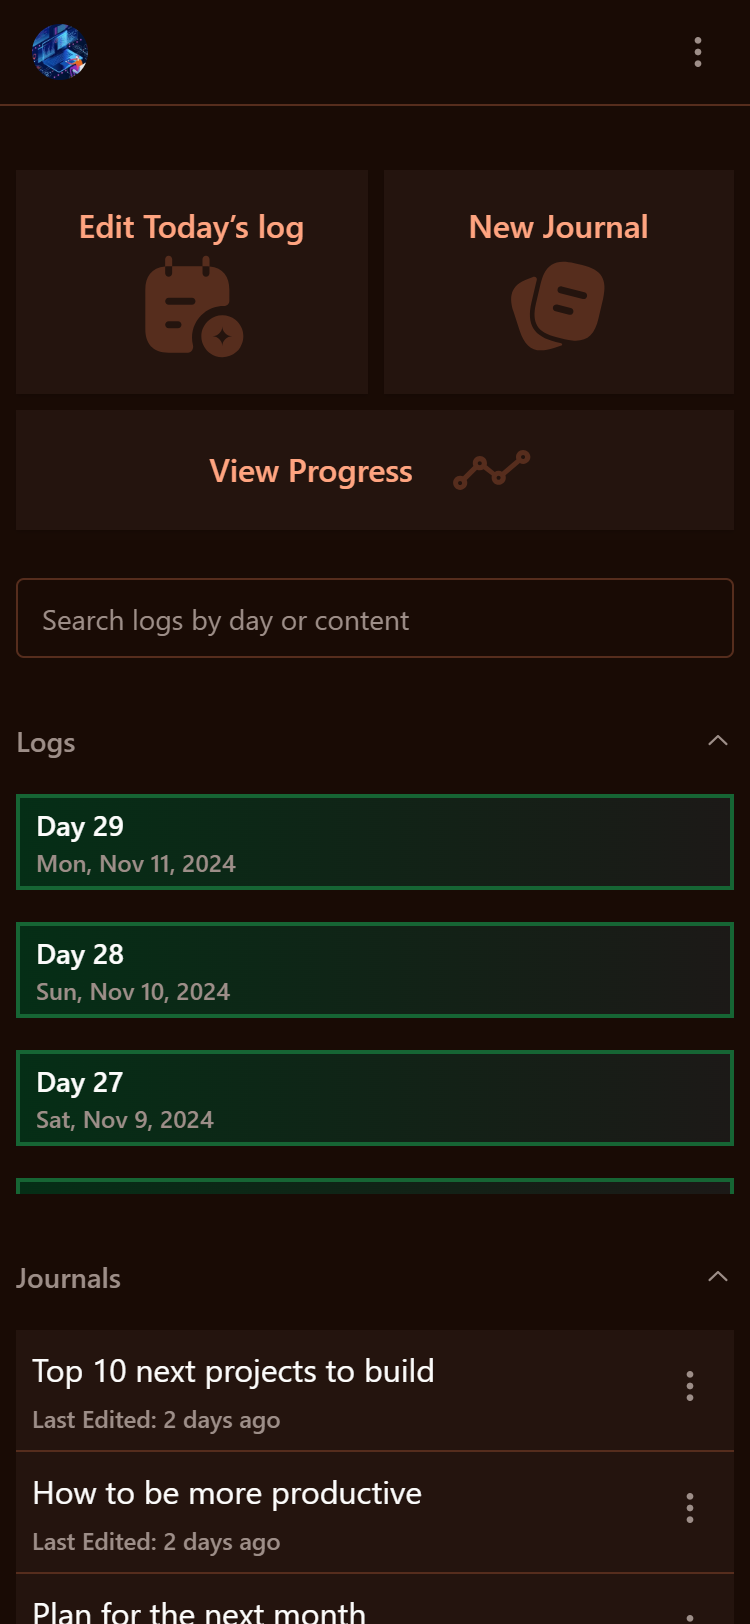 Edit Today’s log
New Journal
View Progress
Search logs by day or content
Logs
Day 29
Mon, Nov 11, 2024
Day 28
Sun, Nov 10, 2024
Day 27
Sat, Nov 9, 2024
Journals
Top 10 next projects to build
Last Edited: 2 days ago
How to be more productive
Last Edited: 2 days ago
Plan for the next month